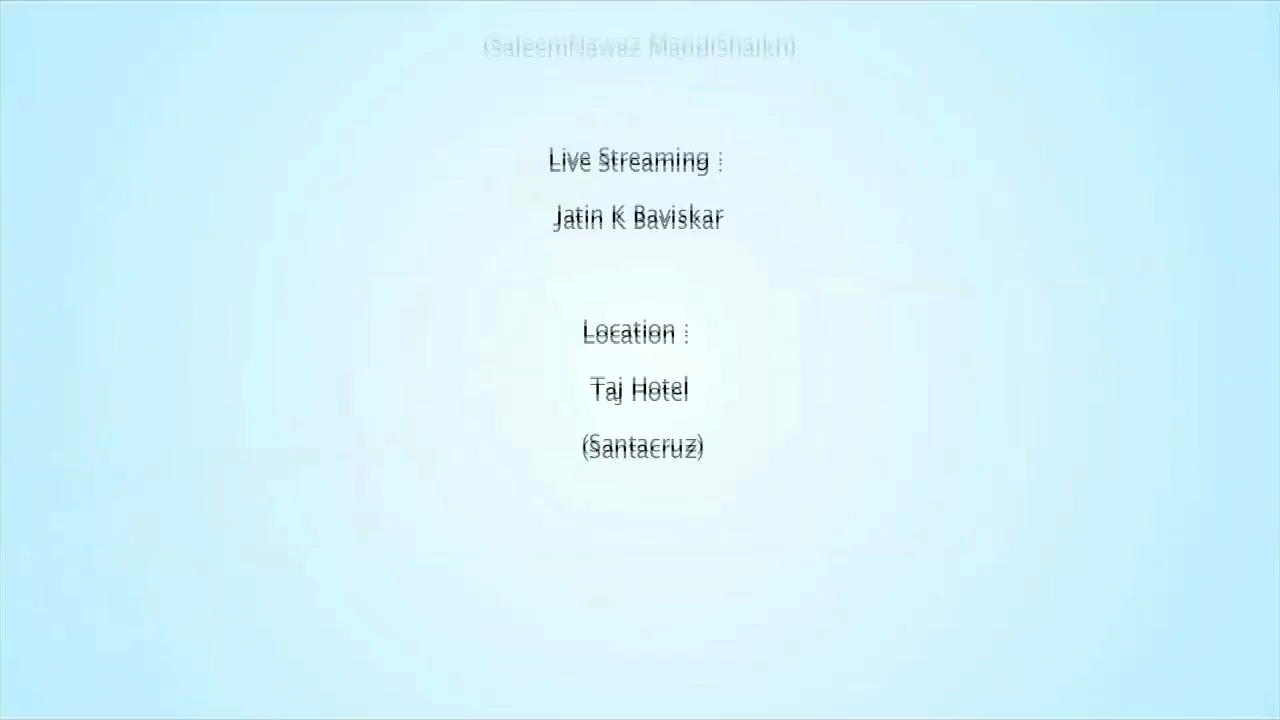 (SaleemNawaz MandiShaikh)
Live Streaming :
Jatin K Baviskar
Location :
Taj Hotel
(Santacruz)